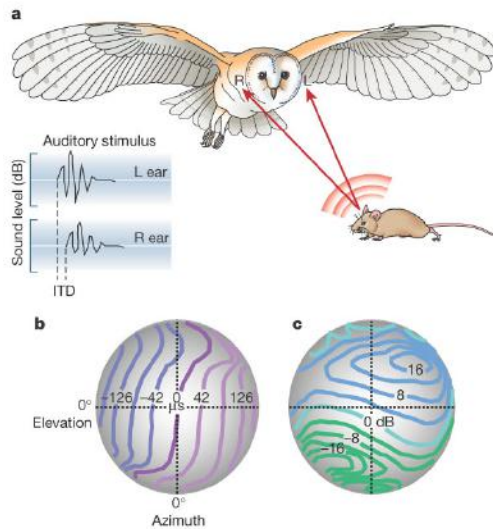 a
R
Auditory stimulus
Sound level (dB)
L ear
R ear
ITD
b
c
0°
Elevation
–126 –42 0 42 126
µs
0°
Azimuth
16
8
0 dB
–8
–16